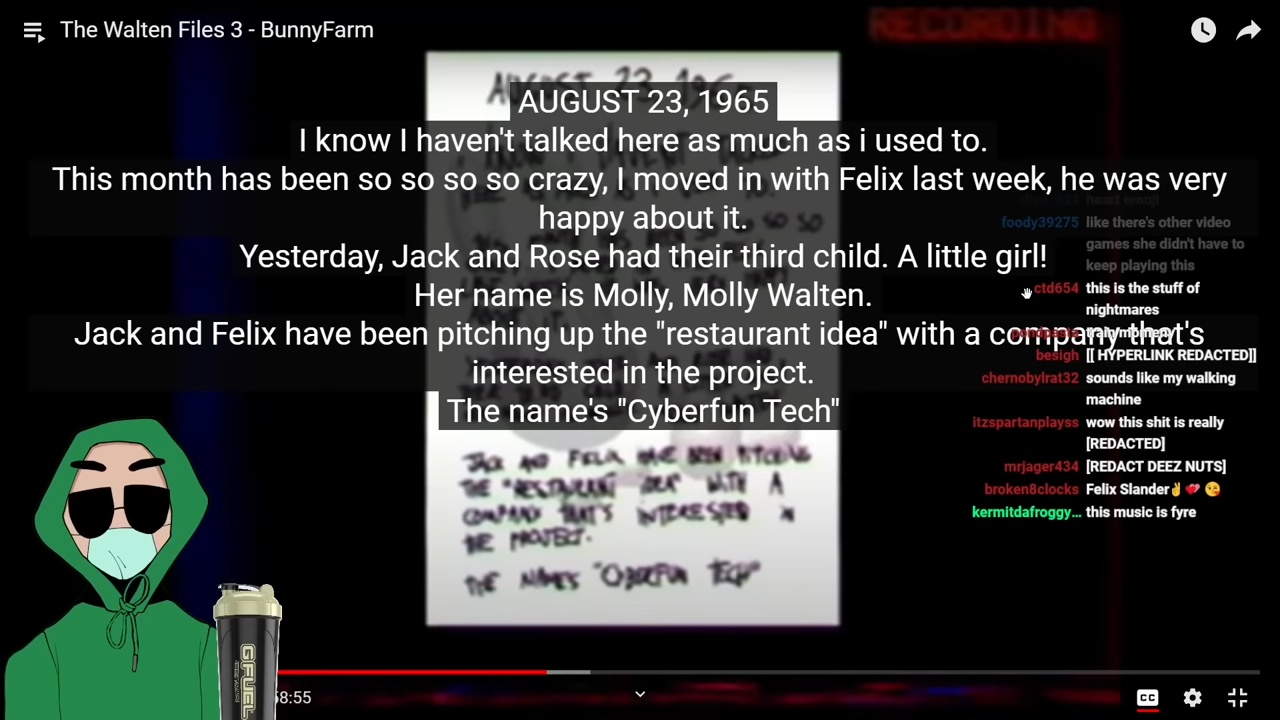 The Walten Files 3 - BunnyFarm
RECORDING
AUGUST 23, 1965
I know I haven't talked here as much as i used to.
This month has been so so so so crazy, I moved in with Felix last week, he was very
happy about it.
Yesterday, Jack and Rose had their third child. A little girl!
Her name is Molly, Molly Walten.
Jack and Felix have been pitching up the "restaurant idea" with a company that's
interested in the project.
The name's "Cyberfun Tech"
JACK AND FELIX HAVE BEEN PITCHING
THE "RESTAURANT IDEA" WITH A
COMPANY THAT'S INTERESTED IN
THE PROJECT.
THE NAME'S "CYBERFUN TECH"
heart emoji
foody39275 like there's other video
games she didn't have to
keep playing this
ctd654 this is the stuff of
nightmares
besigh [[ HYPERLINK REDACTED]]
chernobylrat32 sounds like my walking
machine
itzspartanplayss wow this shit is really
[REDACTED]
mrjager434 [REDACT DEEZ NUTS]
broken8clocks Felix Slander✌💔 😘
kermitdafroggy… this music is fyre
GFUEL
58:55
CC